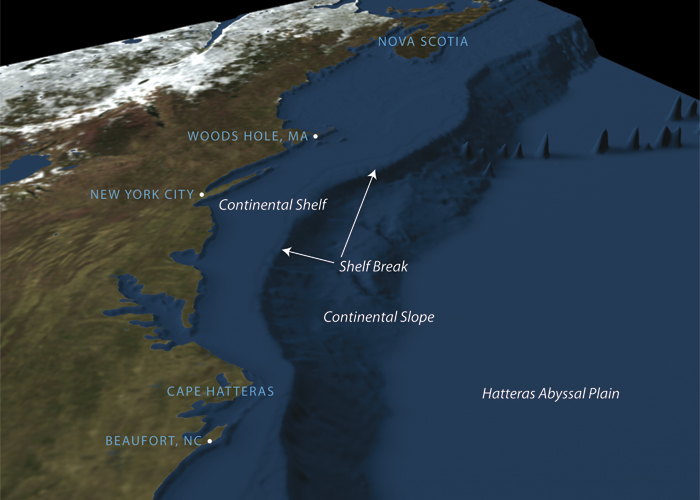 NOVA SCOTIA
WOODS HOLE, MA
NEW YORK CITY
Continental Shelf
Shelf Break
Continental Slope
CAPE HATTERAS
Hatteras Abyssal Plain
BEAUFORT, NC